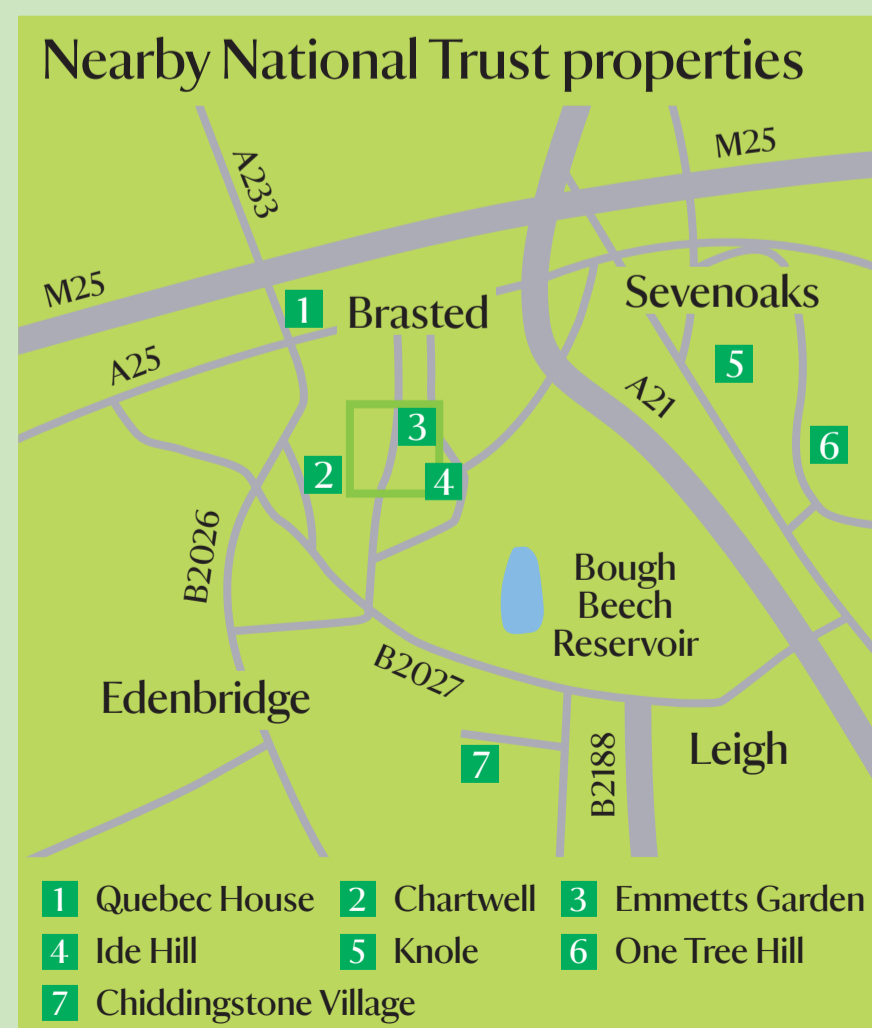 Nearby National Trust properties
M25
A233
M25
1
Brasted
Sevenoaks
A25
5
A21
3
6
2
4
B2026
Bough
Beech
Reservoir
B2027
Edenbridge
7
B2188
Leigh
1 Quebec House 2 Chartwell 3 Emmetts Garden
4 Ide Hill 5 Knole 6 One Tree Hill
7 Chiddingstone Village